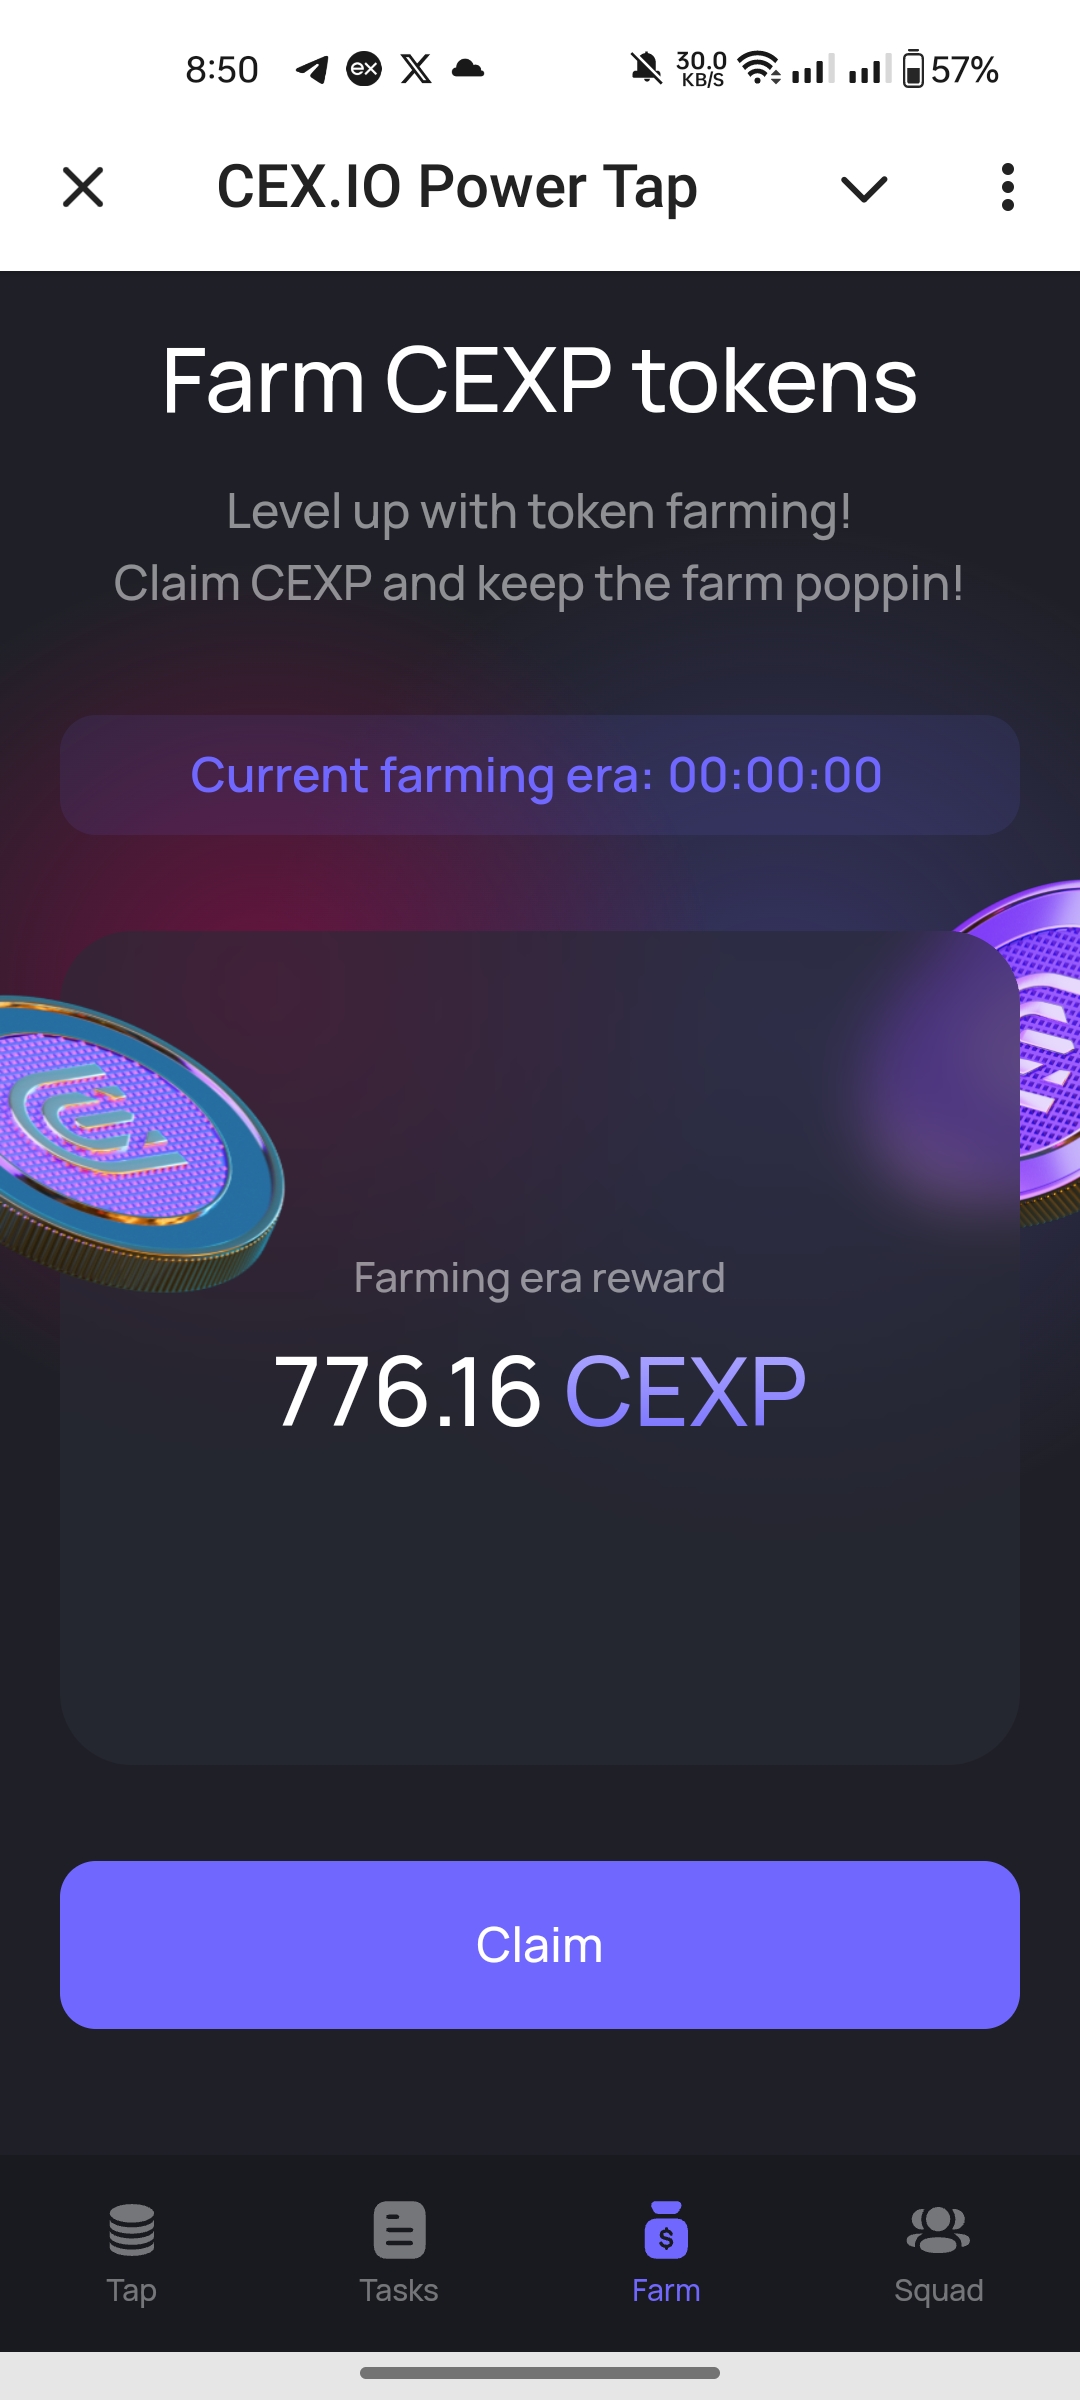 8:50 ex X 30.0 KB/S 57%
CEX.IO Power Tap
Farm CEXP tokens
Level up with token farming!
Claim CEXP and keep the farm poppin!
Current farming era: 00:00:00
Farming era reward
776.16 CEXP
Claim
$
Tap Tasks Farm Squad